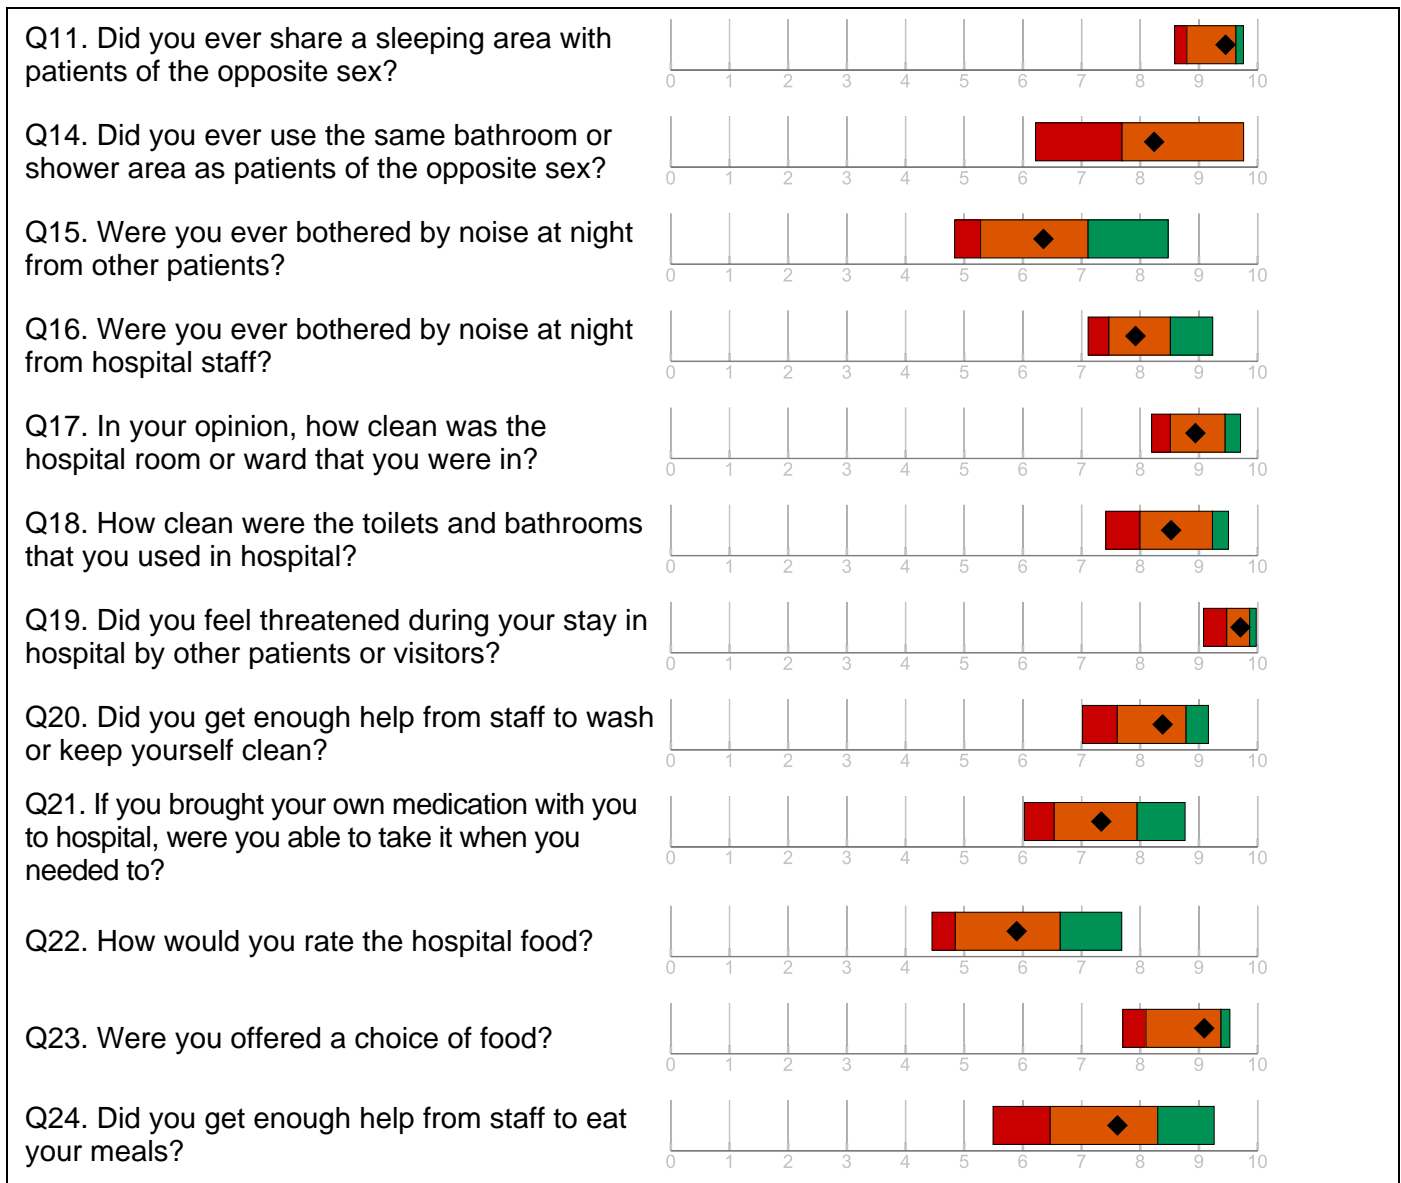 Q11. Did you ever share a sleeping area with
patients of the opposite sex?
0 1 2 3 4 5 6 7 8 9 10
Q14. Did you ever use the same bathroom or
shower area as patients of the opposite sex?
0 1 2 3 4 5 6 7 8 9 10
Q15. Were you ever bothered by noise at night
from other patients?
0 1 2 3 4 5 6 7 8 9 10
Q16. Were you ever bothered by noise at night
from hospital staff?
0 1 2 3 4 5 6 7 8 9 10
Q17. In your opinion, how clean was the
hospital room or ward that you were in?
0 1 2 3 4 5 6 7 8 9 10
Q18. How clean were the toilets and bathrooms
that you used in hospital?
0 1 2 3 4 5 6 7 8 9 10
Q19. Did you feel threatened during your stay in
hospital by other patients or visitors?
0 1 2 3 4 5 6 7 8 9 10
Q20. Did you get enough help from staff to wash
or keep yourself clean?
0 1 2 3 4 5 6 7 8 9 10
Q21. If you brought your own medication with you
to hospital, were you able to take it when you
needed to?
0 1 2 3 4 5 6 7 8 9 10
Q22. How would you rate the hospital food?
0 1 2 3 4 5 6 7 8 9 10
Q23. Were you offered a choice of food?
0 1 2 3 4 5 6 7 8 9 10
Q24. Did you get enough help from staff to eat
your meals?
0 1 2 3 4 5 6 7 8 9 10